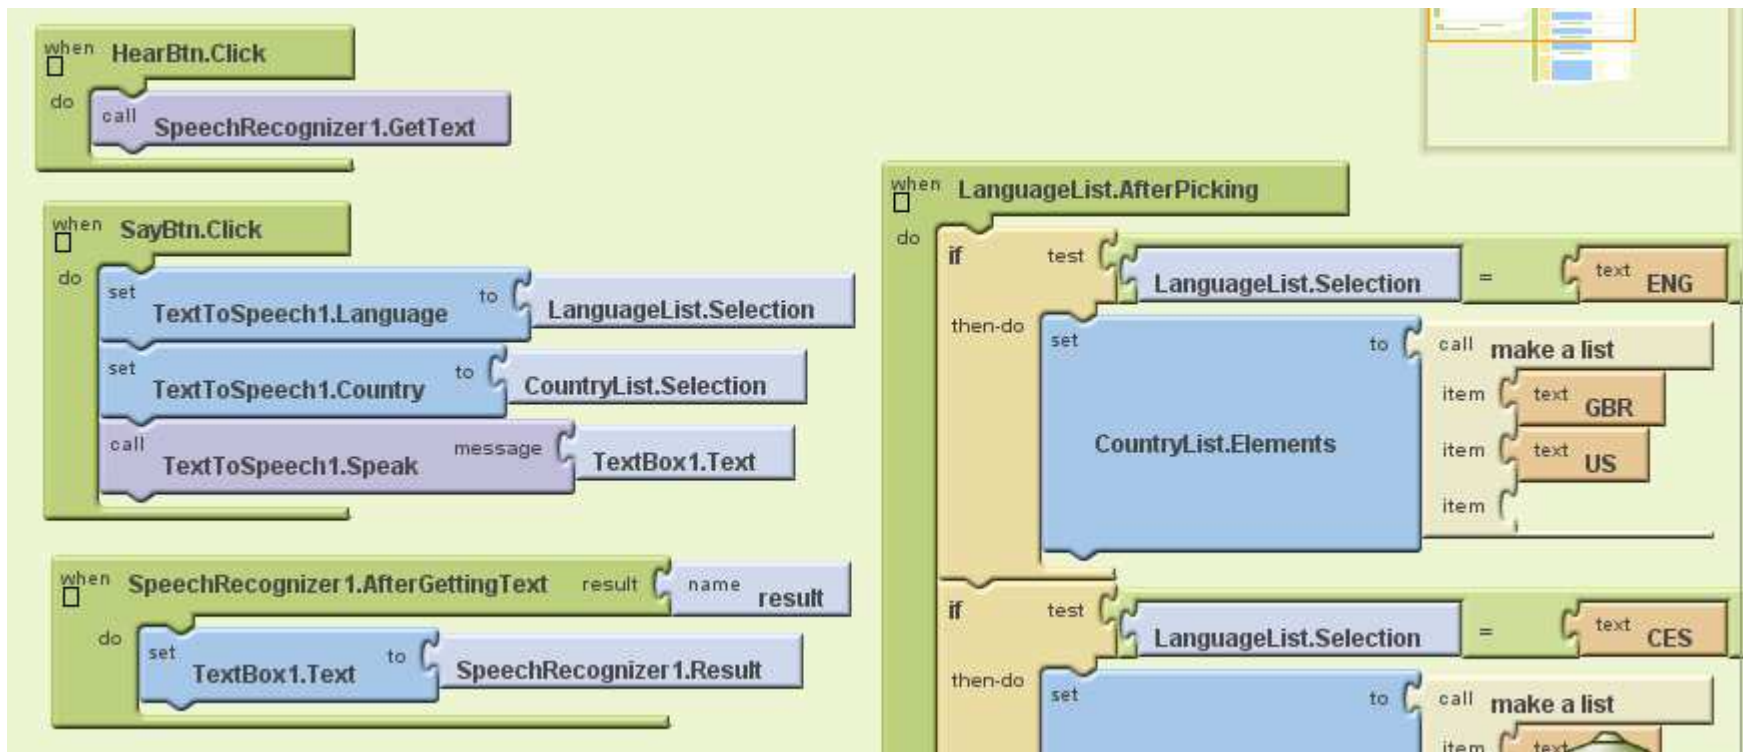 when HearBtn.Click
do call SpeechRecognizer1.GetText
when SayBtn.Click
do set TextToSpeech1.Language to LanguageList.Selection
set TextToSpeech1.Country to CountryList.Selection
call TextToSpeech1.Speak message TextBox1.Text
when SpeechRecognizer1.AfterGettingText result name result
do set TextBox1.Text to SpeechRecognizer1.Result
when LanguageList.AfterPicking
do if test LanguageList.Selection = text ENG
then-do set CountryList.Elements to call make a list
item text GBR
item text US
item
if test LanguageList.Selection = text CES
then-do set to call make a list
item text